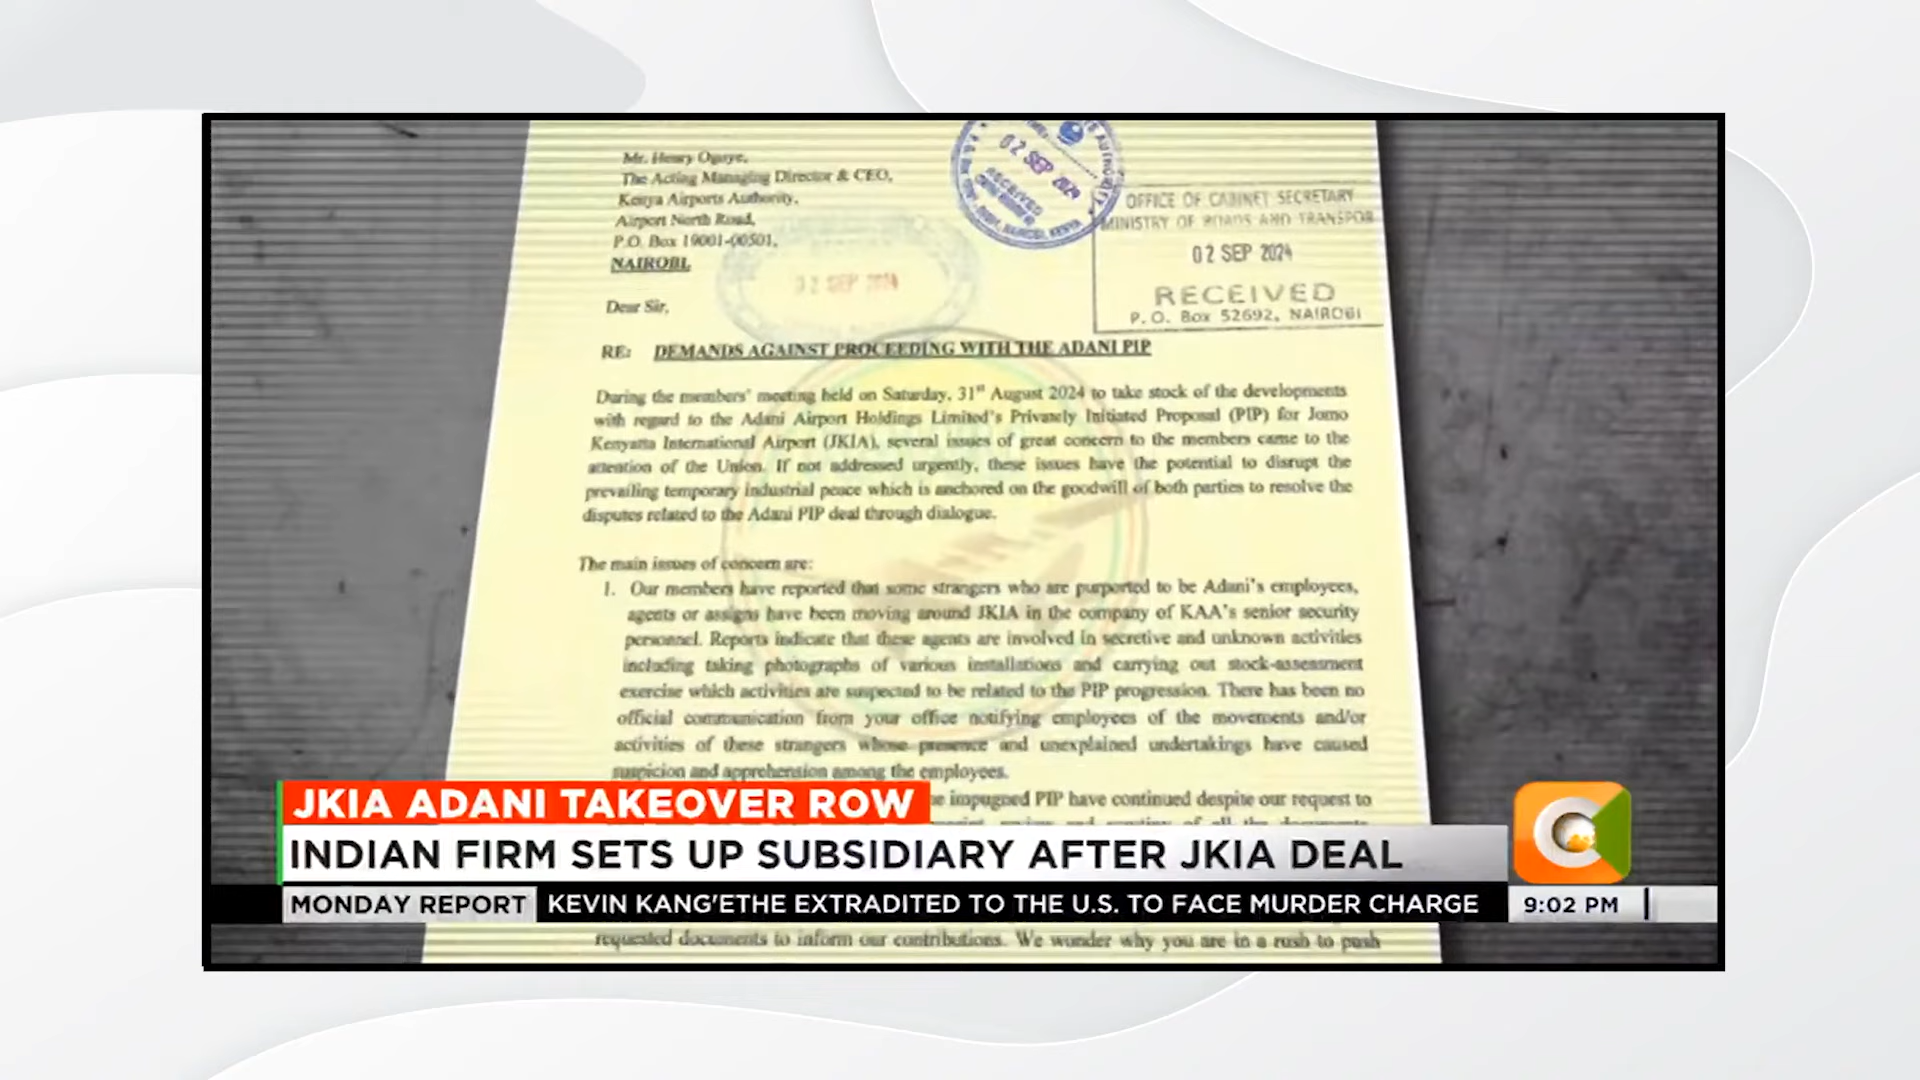 Mr. Henry Ogoye,
The Acting Managing Director & CEO,
Kenya Airports Authority,
Airport North Road,
P.O. Box 19001-00501,
NAIROBI.
02 SEP 2024
RECEIVED
OFFICE OF CABINET SECRETARY
MINISTRY OF ROADS AND TRANSPOR
02 SEP 2024
RECEIVED
P. O. Box 52692, NAIROBI
02 SEP 2024
Dear Sir,
RE: DEMANDS AGAINST PROCEEDING WITH THE ADANI PIP
During the members' meeting held on Saturday, 31st August 2024 to take stock of the developments
with regard to the Adani Airport Holdings Limited's Privately Initiated Proposal (PIP) for Jomo
Kenyatta International Airport (JKIA), several issues of great concern to the members came to the
attention of the Union. If not addressed urgently, these issues have the potential to disrupt the
prevailing temporary industrial peace which is anchored on the goodwill of both parties to resolve the
disputes related to the Adani PIP deal through dialogue.
The main issues of concern are:
1. Our members have reported that some strangers who are purported to be Adani's employees,
agents or assigns have been moving around JKIA in the company of KAA's senior security
personnel. Reports indicate that these agents are involved in secretive and unknown activities
including taking photographs of various installations and carrying out stock-assessment
exercise which activities are suspected to be related to the PIP progression. There has been no
official communication from your office notifying employees of the movements and/or
activities of these strangers whose presence and unexplained undertakings have caused
suspicion and apprehension among the employees.
impugned PIP have continued despite our request to
JKIA ADANI TAKEOVER ROW
INDIAN FIRM SETS UP SUBSIDIARY AFTER JKIA DEAL
MONDAY REPORT KEVIN KANG'ETHE EXTRADITED TO THE U.S. TO FACE MURDER CHARGE 9:02 PM
requested documents to inform our contributions. We wonder why you are in a rush to push